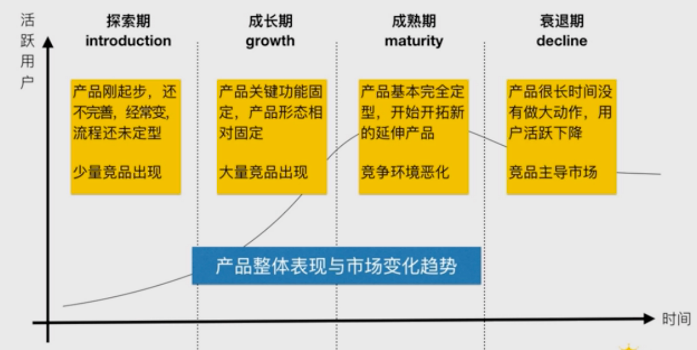 活
跃
用
户
探索期
introduction
成长期
growth
成熟期
maturity
衰退期
decline
产品刚起步，还
不完善，经常变，
流程还未定型
少量竞品出现
产品关键功能固
定，产品形态相
对固定
大量竞品出现
产品基本完全定
型，开始开拓新
的延伸产品
竞争环境恶化
产品很长时间没
有做大动作，用
户活跃下降
竞品主导市场
产品整体表现与市场变化趋势
时间